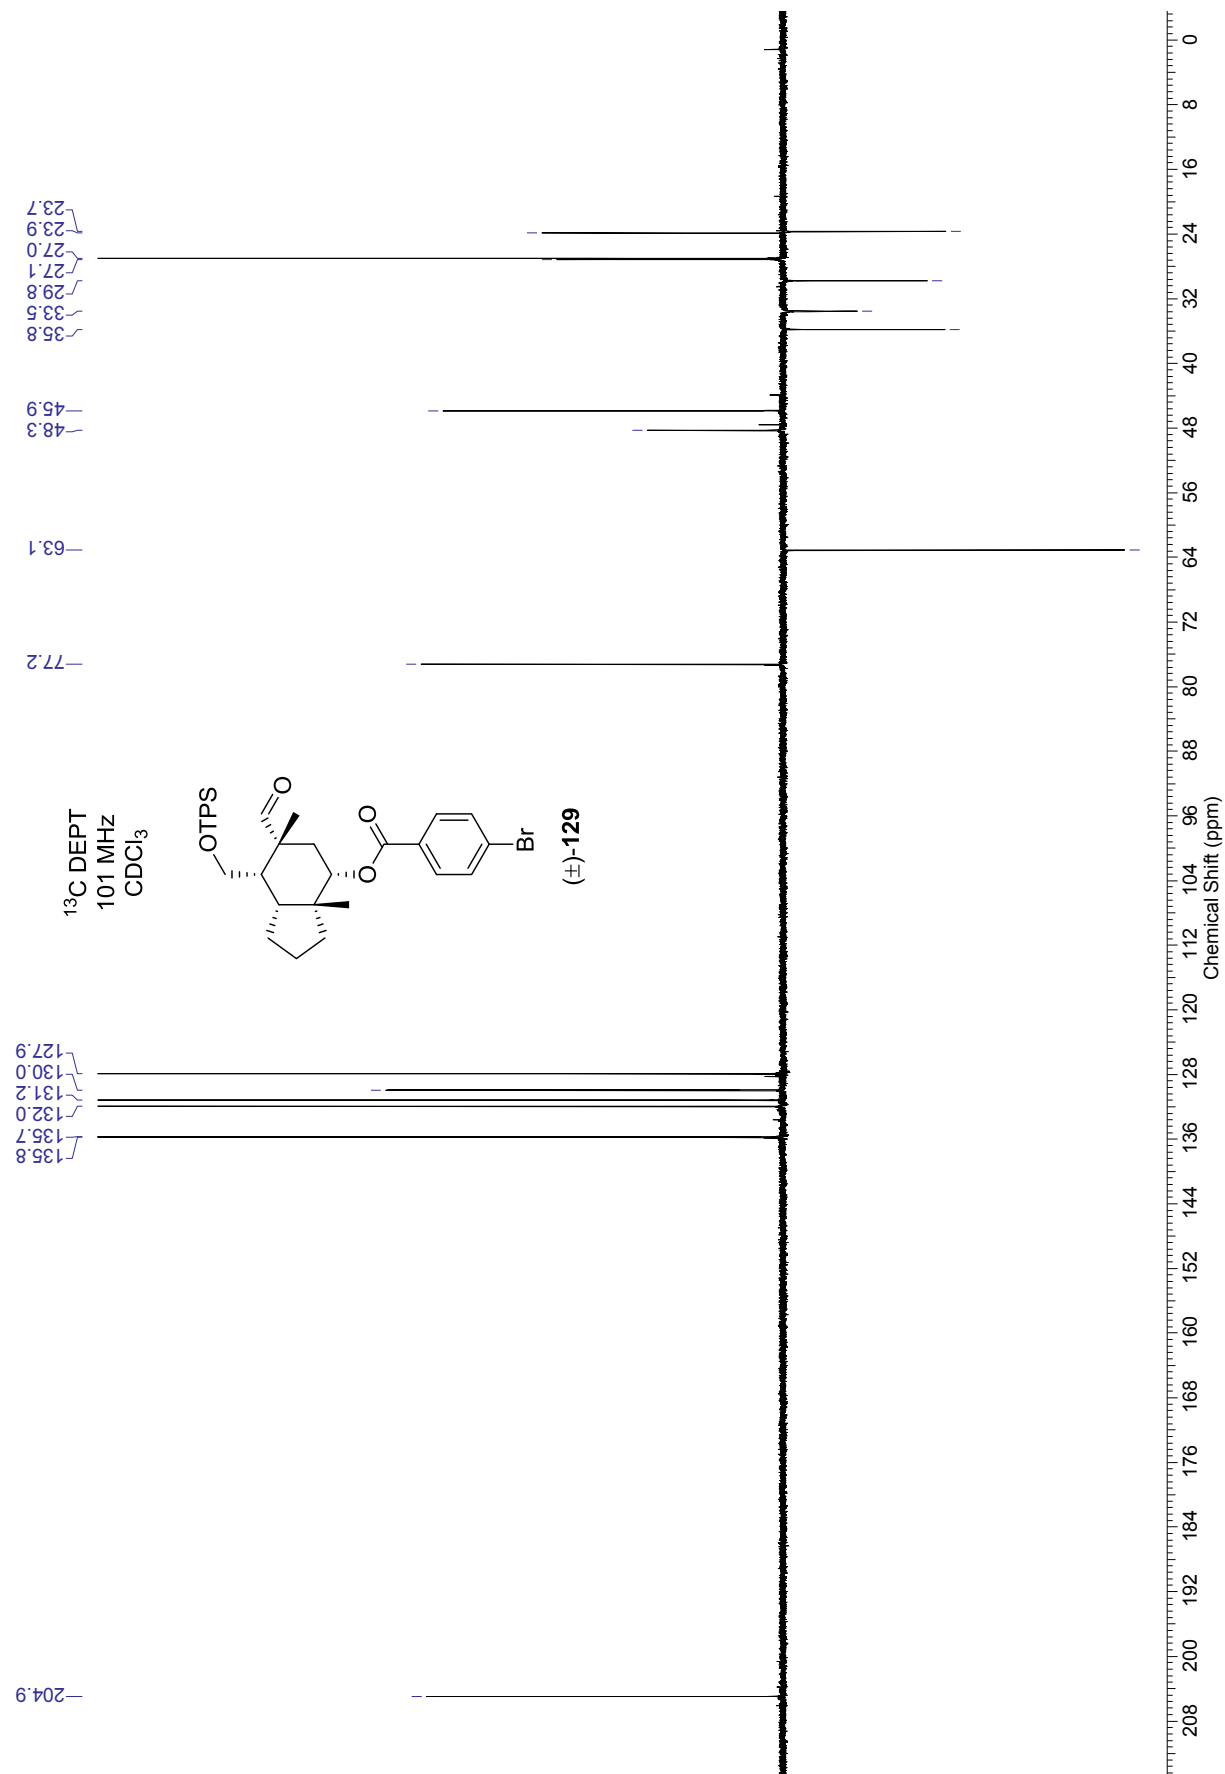 ¹³C DEPT
101 MHz
CDCl₃
OTPS
O
O
O
Br
(±)-129
204.9
135.8
135.7
132.0
131.2
130.0
127.9
77.2
63.1
48.3
45.9
35.8
33.5
29.8
27.1
27.0
23.9
23.7
208 200 192 184 176 168 160 152 144 136 128 120 112 104 96 88 80 72 64 56 48 40 32 24 16 8 0
Chemical Shift (ppm)